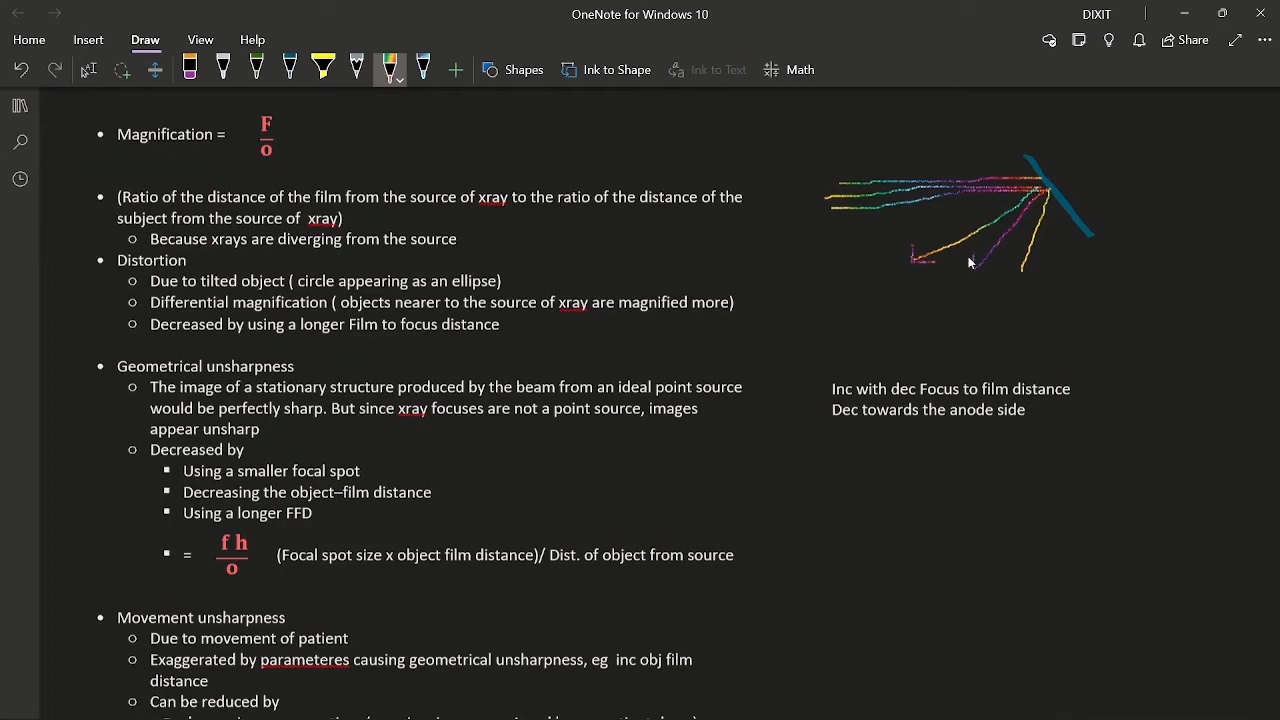 OneNote for Windows 10
DIXIT
Home Insert Draw View Help
Share
Shapes Ink to Shape Ink to Text Math
• Magnification = F/o
• (Ratio of the distance of the film from the source of xray to the ratio of the distance of the
subject from the source of xray)
o Because xrays are diverging from the source
• Distortion
o Due to tilted object ( circle appearing as an ellipse)
o Differential magnification ( objects nearer to the source of xray are magnified more)
o Decreased by using a longer Film to focus distance
• Geometrical unsharpness
o The image of a stationary structure produced by the beam from an ideal point source
would be perfectly sharp. But since xray focuses are not a point source, images
appear unsharp
o Decreased by
▪ Using a smaller focal spot
▪ Decreasing the object–film distance
▪ Using a longer FFD
▪ = f h/o (Focal spot size x object film distance)/ Dist. of object from source
• Movement unsharpness
o Due to movement of patient
o Exaggerated by parameteres causing geometrical unsharpness, eg inc obj film
distance
o Can be reduced by
Inc with dec Focus to film distance
Dec towards the anode side